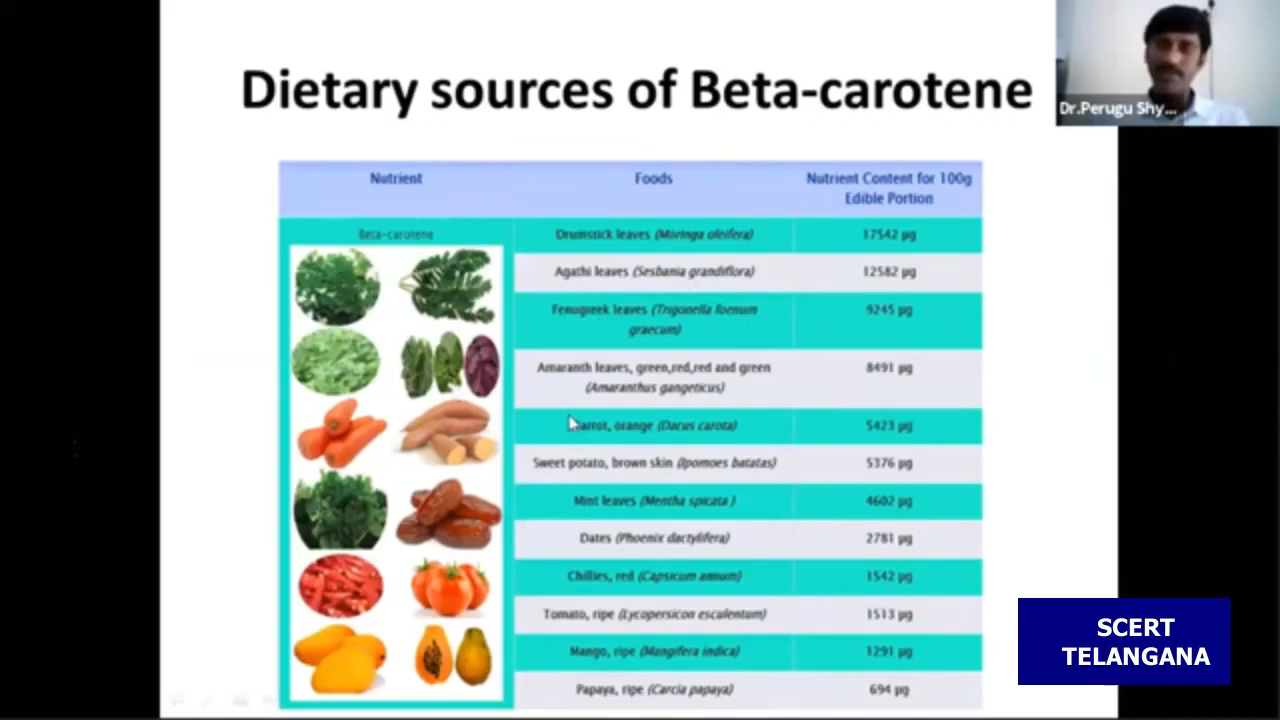 Dietary sources of Beta-carotene
Dr.Perugu Shy...
Nutrient Foods Nutrient Content for 100g
Edible Portion
Beta-carotene
Drumstick leaves (Moringa oleifera) 17542 µg
Agathi leaves (Sesbania grandiflora) 12582 µg
Fenugreek leaves (Trigonella foenum 9245 µg
graecum)
Amaranth leaves, green,red,red and green 8491 µg
(Amaranthus gangeticus)
Carrot, orange (Dacus carota) 5423 µg
Sweet potato, brown skin (Ipomoes batatas) 5376 µg
Mint leaves (Mentha spicata ) 4602 µg
Dates (Phoenix dactylifera) 2781 µg
Chillies, red (Capsicum annum) 1542 µg
Tomato, ripe (Lycopersicon esculentum) 1513 µg
Mango, ripe (Mangifera indica) 1291 µg
Papaya, ripe (Carcia papaya) 694 µg
SCERT
TELANGANA